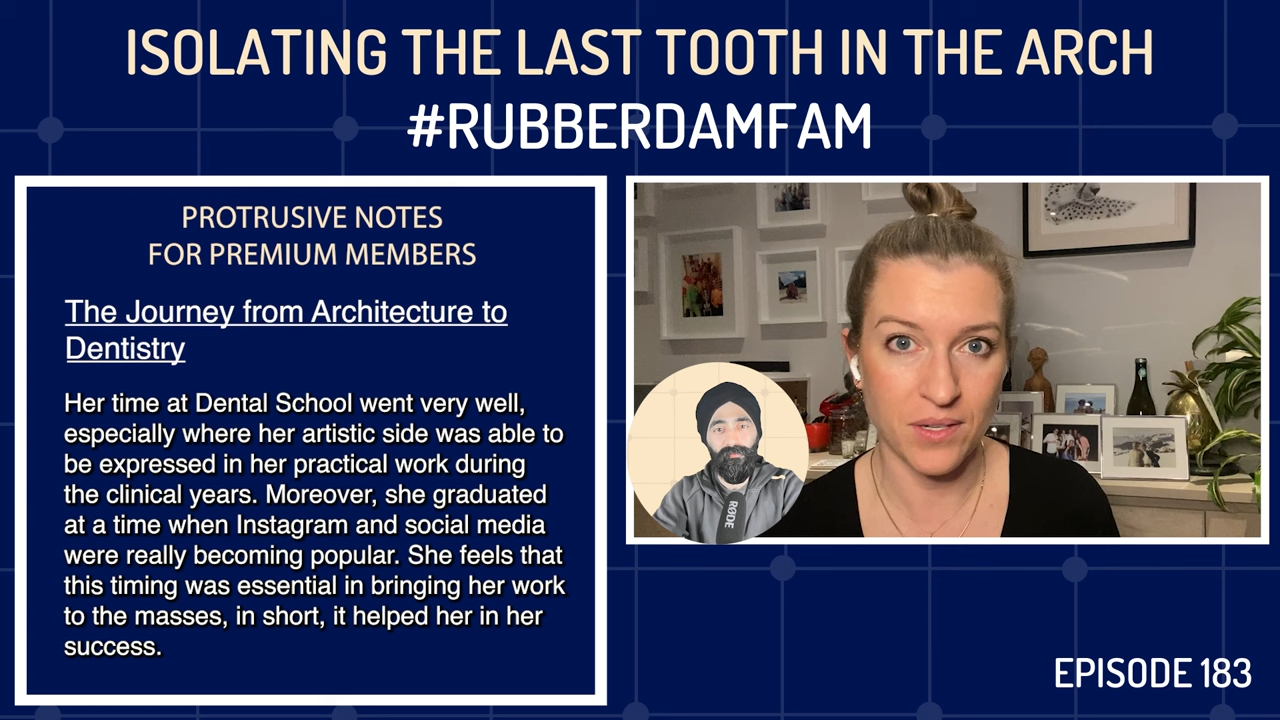 ISOLATING THE LAST TOOTH IN THE ARCH
#RUBBERDAMFAM
PROTRUSIVE NOTES
FOR PREMIUM MEMBERS
The Journey from Architecture to
Dentistry
Her time at Dental School went very well,
especially where her artistic side was able to
be expressed in her practical work during
the clinical years. Moreover, she graduated
at a time when Instagram and social media
were really becoming popular. She feels that
this timing was essential in bringing her work
to the masses, in short, it helped her in her
success.
RØDE
EPISODE 183